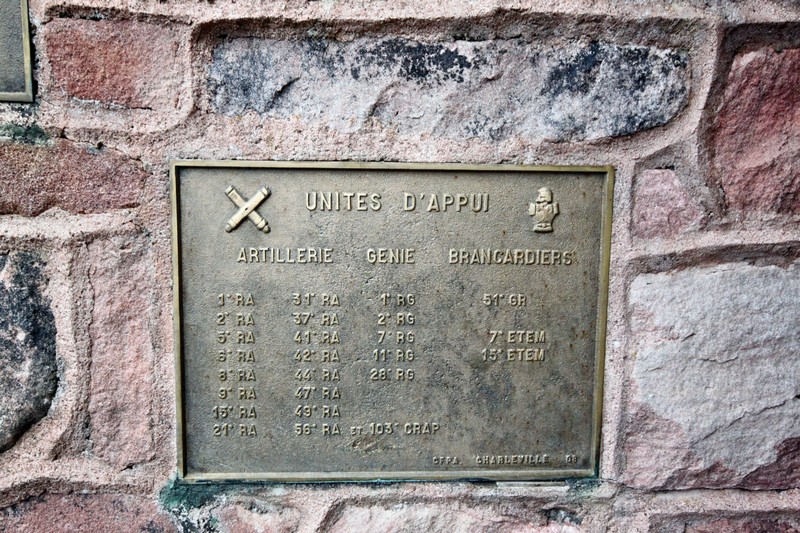 UNITES D'APPUI
ARTILLERIE GENIE BRANCARDIERS
1° RA 31° RA 1° RG 51° GR
2° RA 37° RA 2° RG
5° RA 41° RA 7° RG 7° ETEM
6° RA 42° RA 11° RG 15° ETEM
8° RA 44° RA 28° RG
9° RA 47° RA
15° RA 49° RA
21° RA 56° RA ET 103° CRAP
CFPA. CHARLEVILLE 08